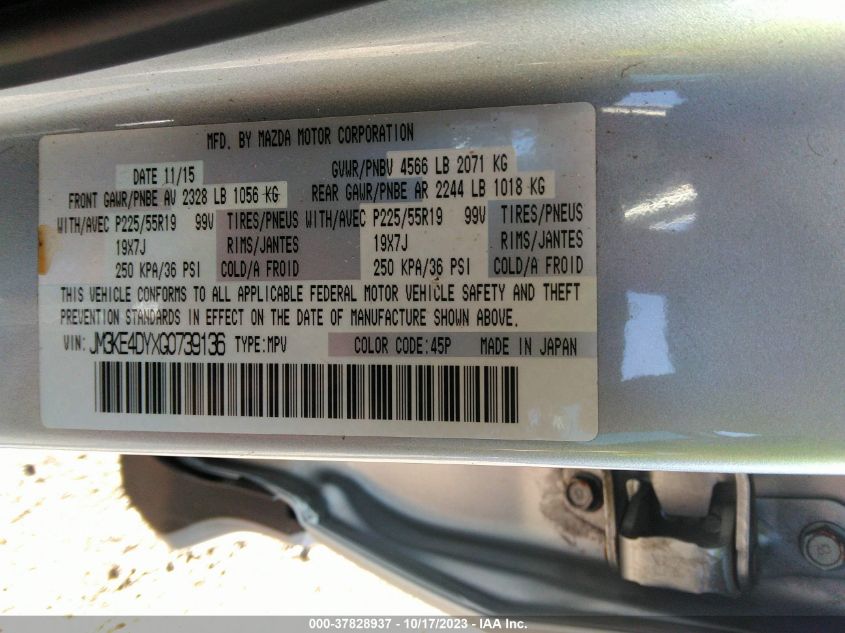 MFD. BY MAZDA MOTOR CORPORATION
DATE 11/15 GVWR/PNBV 4566 LB 2071 KG
FRONT GAWR/PNBE AV 2328 LB 1056 KG REAR GAWR/PNBE AR 2244 LB 1018 KG
WITH/AVEC P225/55R19 99V TIRES/PNEUS WITH/AVEC P225/55R19 99V TIRES/PNEUS
19X7J RIMS/JANTES 19X7J RIMS/JANTES
250 KPA/36 PSI COLD/A FROID 250 KPA/36 PSI COLD/A FROID
THIS VEHICLE CONFORMS TO ALL APPLICABLE FEDERAL MOTOR VEHICLE SAFETY AND THEFT
PREVENTION STANDARDS IN EFFECT ON THE DATE OF MANUFACTURE SHOWN ABOVE.
VIN: JM3KE4DYXG0739136 TYPE:MPV COLOR CODE:45P MADE IN JAPAN
000-37828937 - 10/17/2023 - IAA Inc.